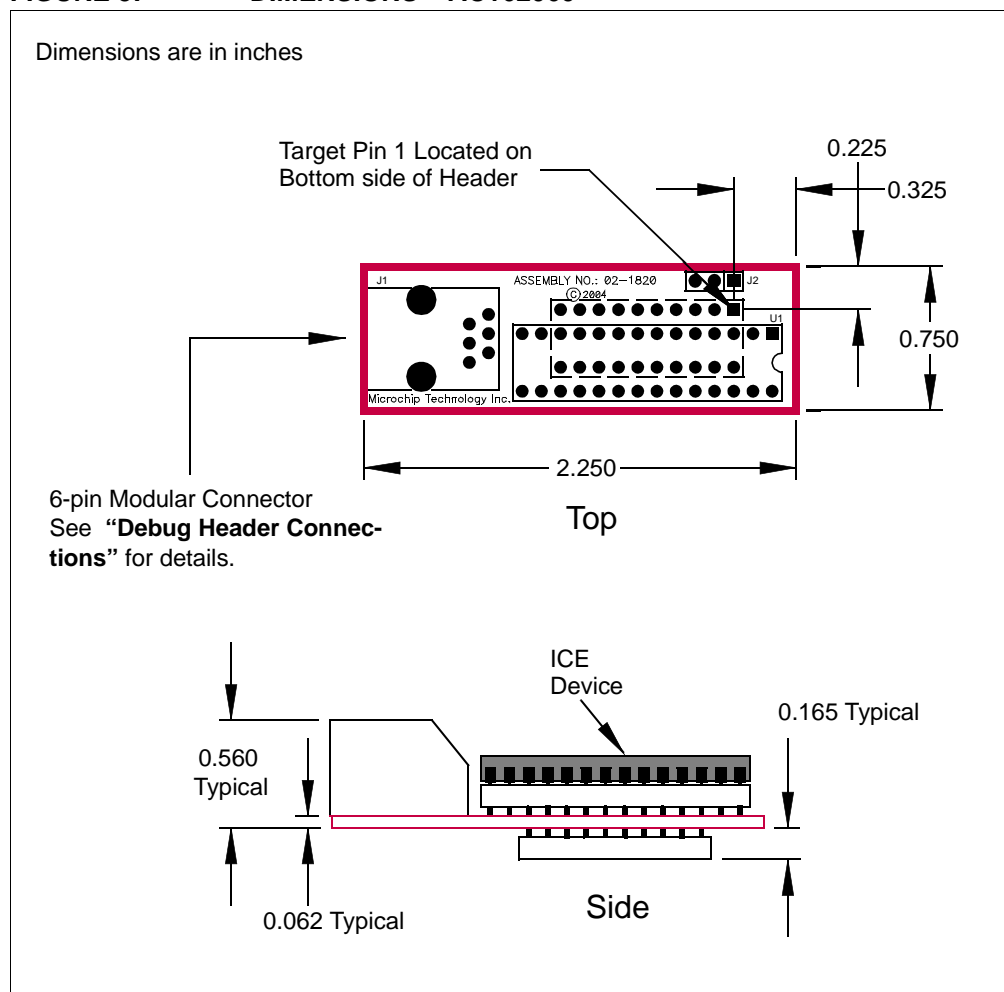 Dimensions are in inches
Target Pin 1 Located on
Bottom side of Header
0.225
0.325
J1
ASSEMBLY NO.: 02-1820
J2
©2004
U1
0.750
Microchip Technology Inc.
2.250
6-pin Modular Connector
See “Debug Header Connec-
tions” for details.
Top
ICE
Device
0.165 Typical
0.560
Typical
0.062 Typical
Side